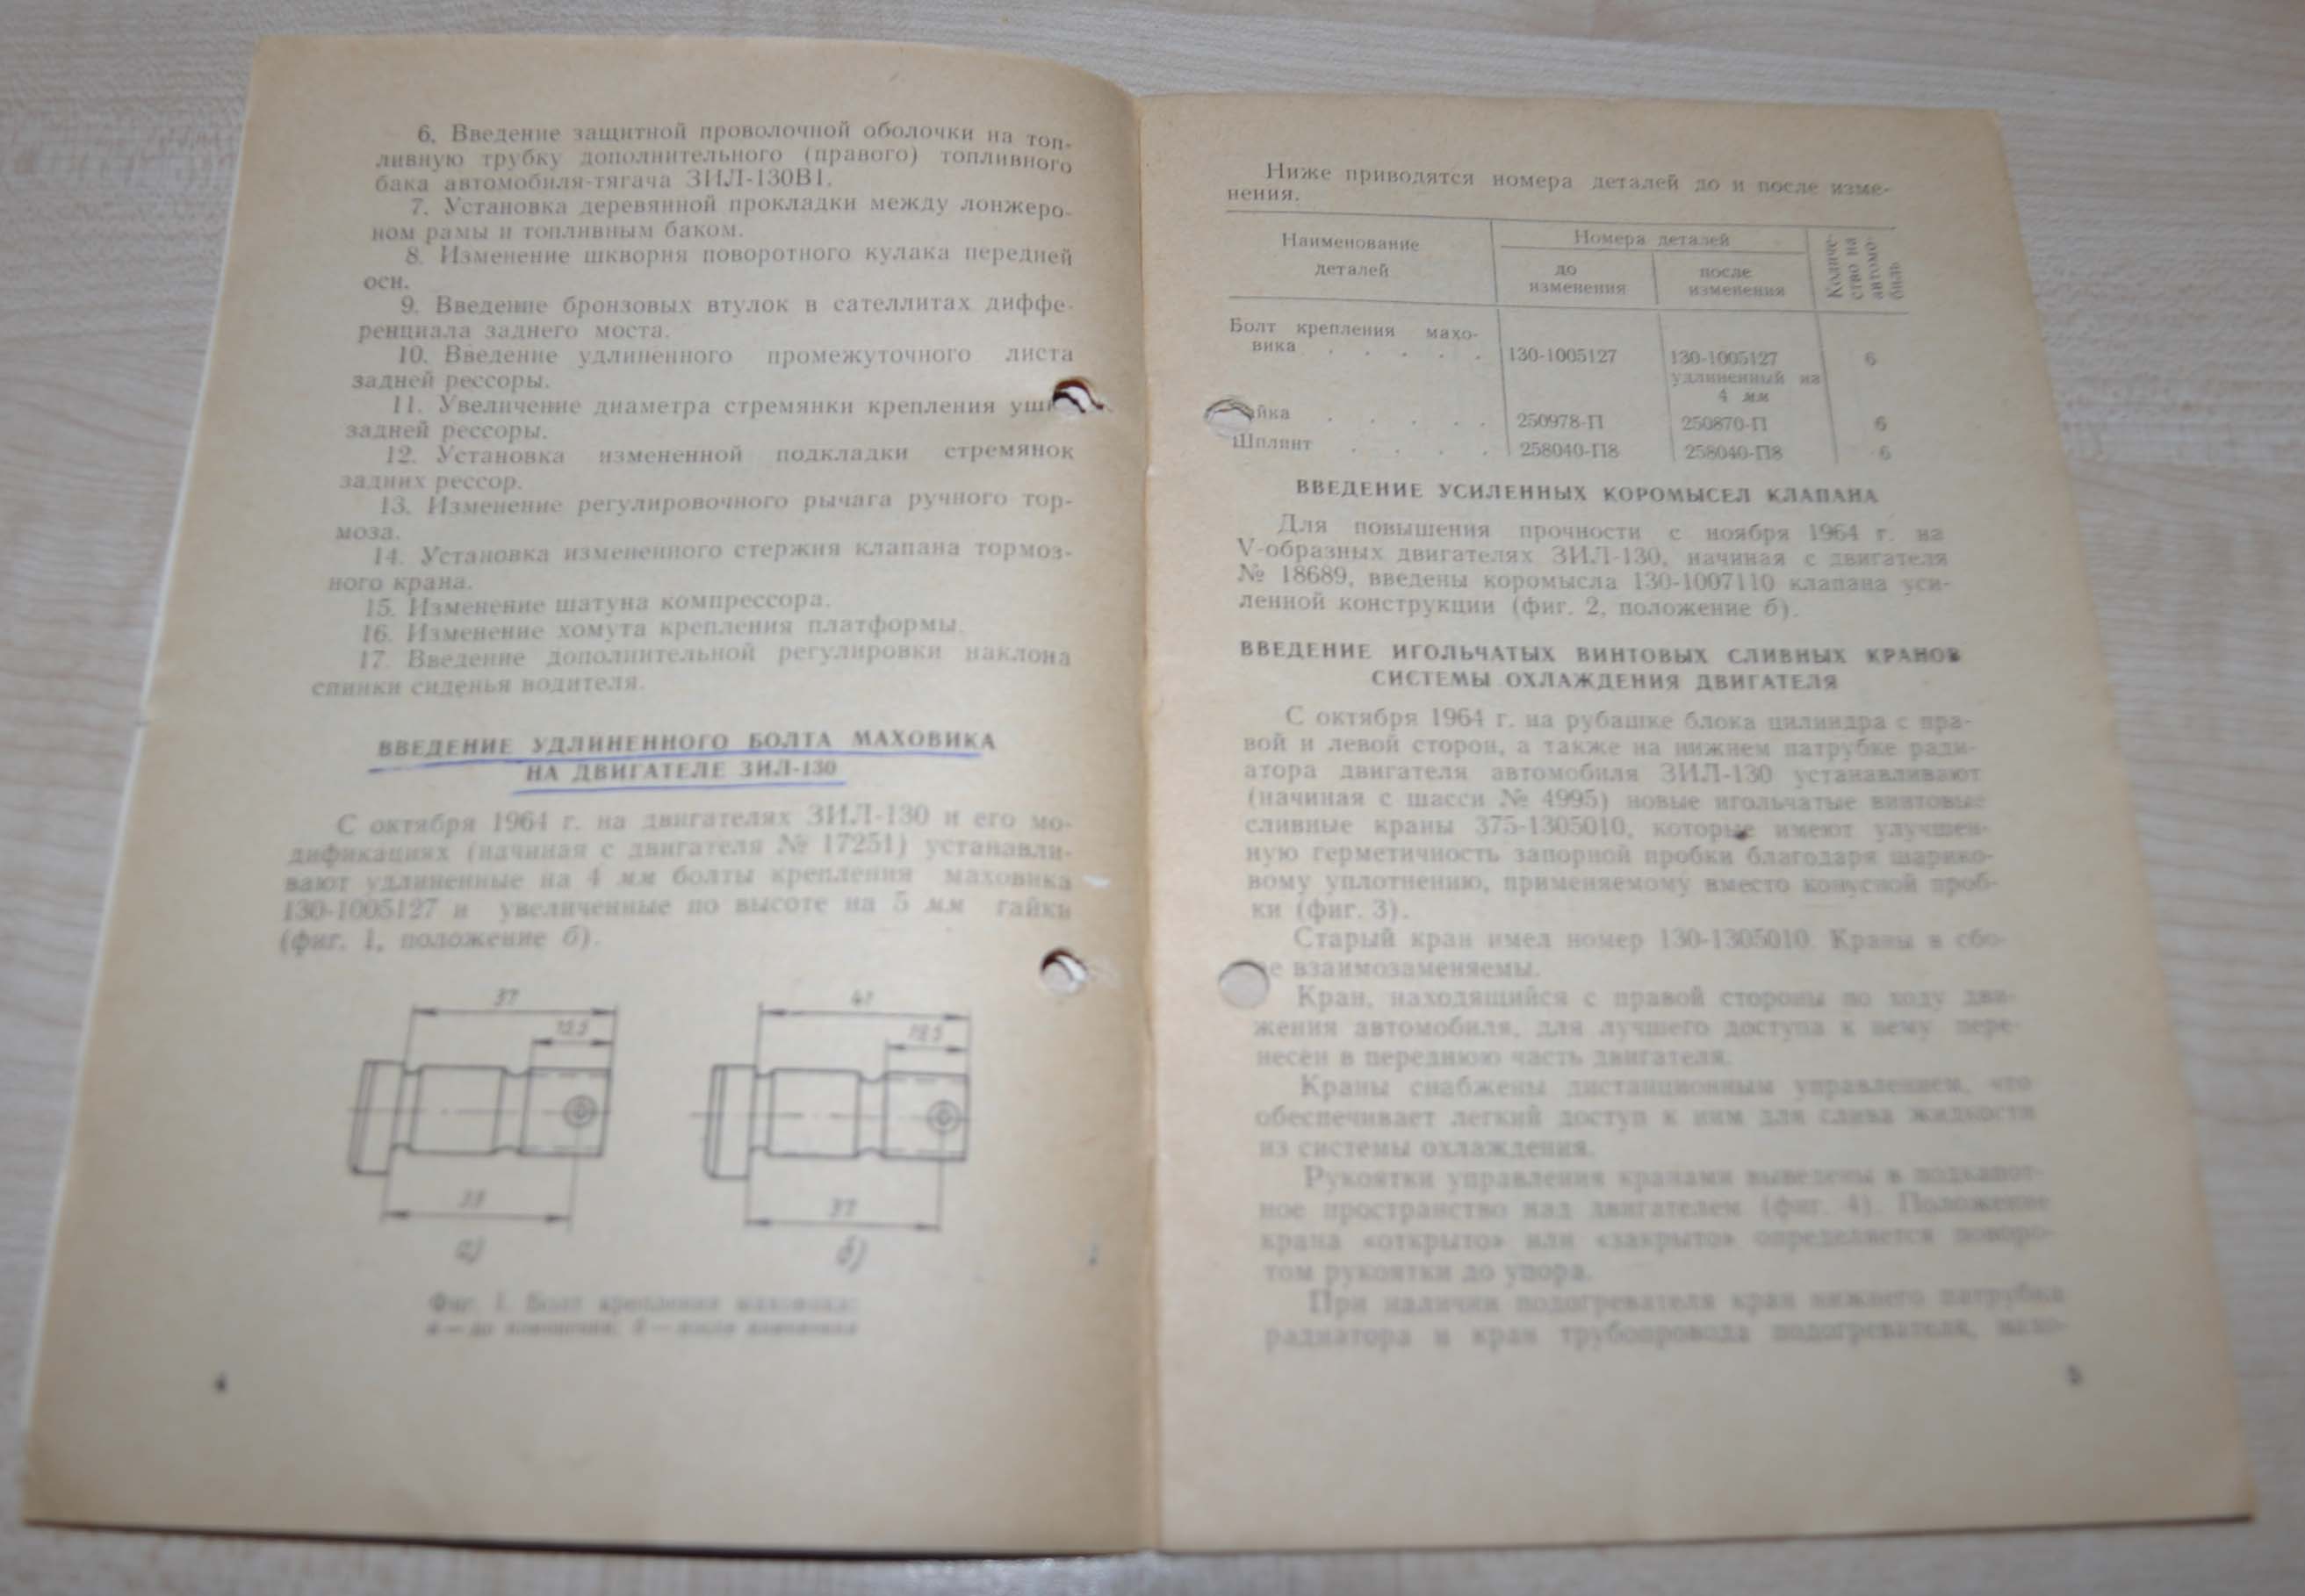 6. Введение защитной проволочной оболочки на топ-
ливную трубку дополнительного (правого) топливного
бака автомобиля-тягача ЗИЛ-130В1.
7. Установка деревянной прокладки между лонжеро-
ном рамы и топливным баком.
8. Изменение шкворня поворотного кулака передней
оси.
9. Введение бронзовых втулок в сателлитах диффе-
ренциала заднего моста.
10. Введение удлиненного промежуточного листа
задней рессоры.
11. Увеличение диаметра стремянки крепления
задней рессоры.
12. Установка измененной подкладки стремянок
задних рессор.
13. Изменение регулировочного рычага ручного тор-
моза.
14. Установка измененного стержня клапана тормоз-
ного крана.
15. Изменение шатуна компрессора.
16. Изменение хомута крепления платформы.
17. Введение дополнительной регулировки наклона
спинки сиденья водителя.
ВВЕДЕНИЕ УДЛИНЕННОГО БОЛТА МАХОВИКА
НА ДВИГАТЕЛЕ ЗИЛ-130
С октября 1964 г. на двигателях ЗИЛ-130 и его мо-
дификациях (начиная с двигателя № 17251) устанавли-
вают удлиненные на 4 мм болты крепления маховика
130-1005127 и увеличенные по высоте на 5 мм гайки
(фиг. 1, положение б).
37
41
а)
37
б)
Фиг. 1. Болт крепления маховика:
а — до изменения; б — после изменения
4
Ниже приводятся номера деталей до и после изме-
нения.
Наименование
деталей
Номера деталей
до
изменения
после
изменения
Количе-
ство на
автомо-
биль
Болт крепления махо-
вика . . . . . 130-1005127 130-1005127 6
удлиненный на
4 мм
йка . . . . . 250978-П 250870-П 6
Шплинт . . . . 258040-П8 258040-П8 6
ВВЕДЕНИЕ УСИЛЕННЫХ КОРОМЫСЕЛ КЛАПАНА
Для повышения прочности с ноября 1964 г. на
V-образных двигателях ЗИЛ-130, начиная с двигателя
№ 18689, введены коромысла 130-1007110 клапана уси-
ленной конструкции (фиг. 2, положение б).
ВВЕДЕНИЕ ИГОЛЬЧАТЫХ ВИНТОВЫХ СЛИВНЫХ КРАНОВ
СИСТЕМЫ ОХЛАЖДЕНИЯ ДВИГАТЕЛЯ
С октября 1964 г. на рубашке блока цилиндра с пра-
вой и левой сторон, а также на нижнем патрубке ради-
атора двигателя автомобиля ЗИЛ-130 устанавливают
(начиная с шасси № 4995) новые игольчатые винтовые
сливные краны 375-1305010, которые имеют улучшен-
ную герметичность запорной пробки благодаря шарико-
вому уплотнению, применяемому вместо конусной проб-
ки (фиг. 3).
Старый кран имел номер 130-1305010. Краны в сбо-
ре взаимозаменяемы.
Кран, находящийся с правой стороны по ходу дви-
жения автомобиля, для лучшего доступа к нему пере-
несен в переднюю часть двигателя.
Краны снабжены дистанционным управлением, что
обеспечивает легкий доступ к ним для слива жидкости
из системы охлаждения.
Рукоятки управления кранами выведены в подкапот-
ное пространство над двигателем (фиг. 4). Положение
крана «открыто» или «закрыто» определяется поворо-
том рукоятки до упора.
При наличии подогревателя кран нижнего патрубка
радиатора и кран трубопровода подогревателя, нахо-
5